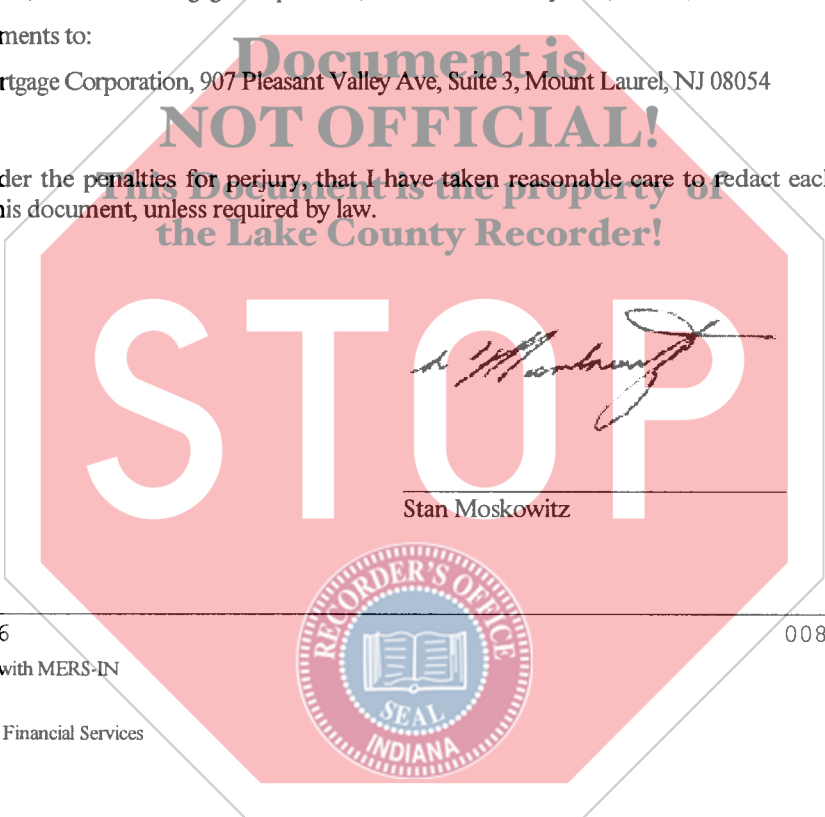 ments to:
Document is
rtgage Corporation, 907 Pleasant Valley Ave, Suite 3, Mount Laurel, NJ 08054
NOT OFFICIAL!
der the penalties for perjury, that I have taken reasonable care to redact each
This Document is the property of
his document, unless required by law.
the Lake County Recorder!
STOP
Stan Moskowitz
RECORDER'S OFFICE
SEAL
INDIANA
6 008
with MERS-IN
Financial Services